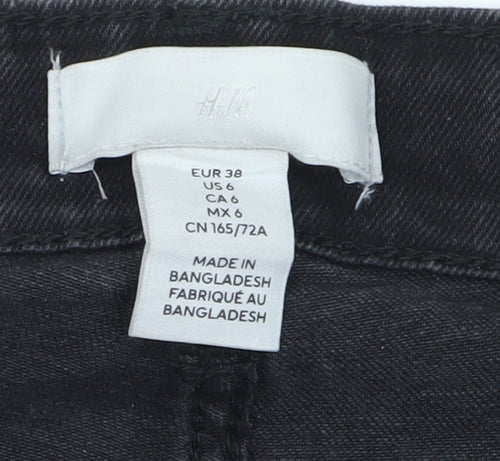 H&M
EUR 38
US 6
CA 6
MX 6
CN 165/72A
MADE IN
BANGLADESH
FABRIQUÉ AU
BANGLADESH